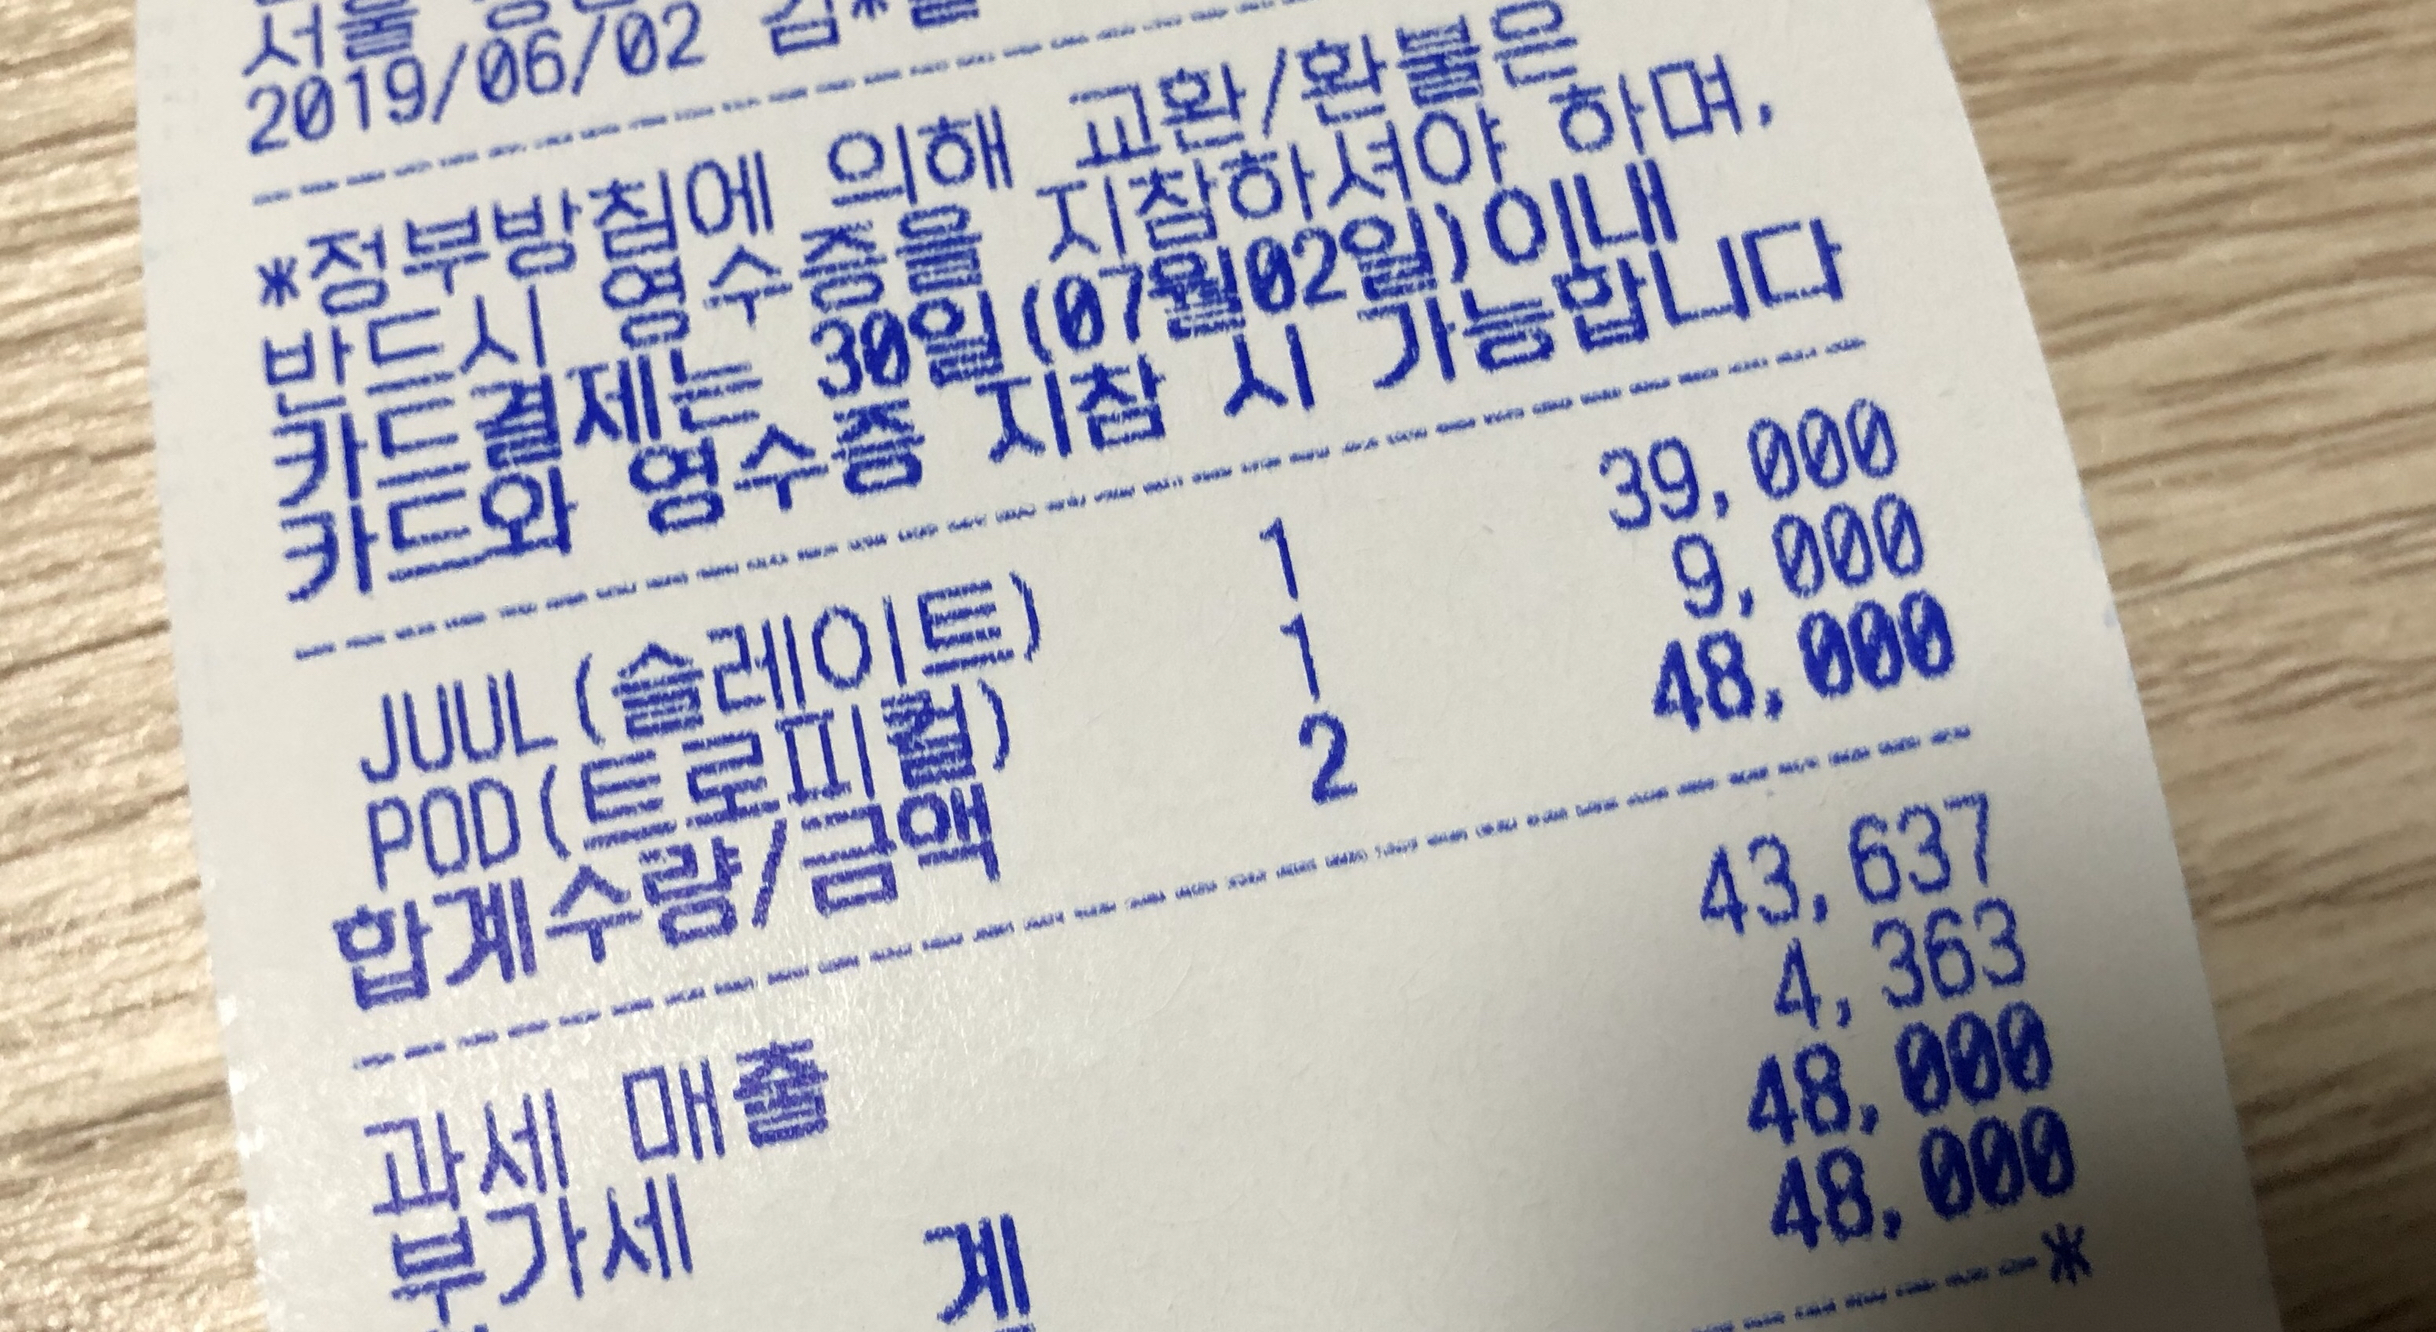 서울
2019/06/02 김*
*정부방침에 의해 교환/환불은
반드시 영수증을 지참하셔야 하며,
카드결제는 30일(07월02일)이내
카드와 영수증 지참 시 가능합니다
JUUL(슬레이트) 1 39,000
POD(트로피컬) 1 9,000
합계수량/금액 2 48,000
과세 매출 43,637
부가세 4,363
계 48,000
48,000
*